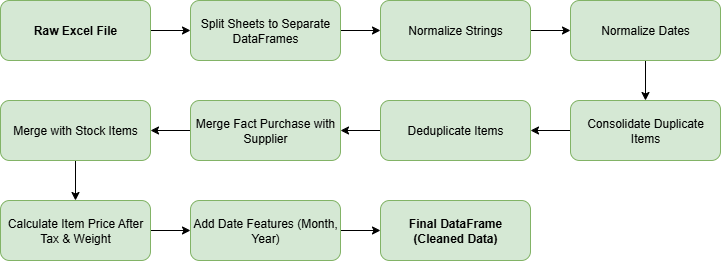 Raw Excel File
Split Sheets to Separate
DataFrames
Normalize Strings
Normalize Dates
Consolidate Duplicate
Items
Deduplicate Items
Merge Fact Purchase with
Supplier
Merge with Stock Items
Calculate Item Price After
Tax & Weight
Add Date Features (Month,
Year)
Final DataFrame
(Cleaned Data)